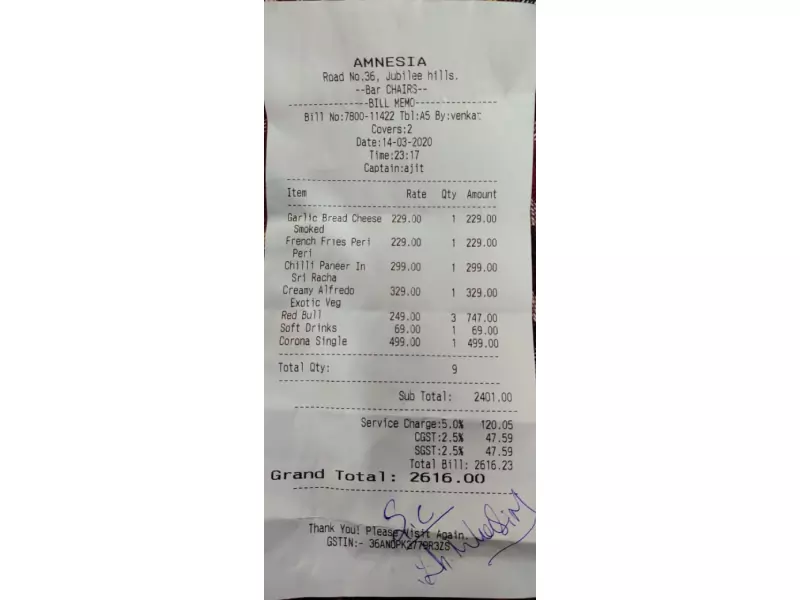 AMNESIA
Road No.36, Jubilee hills.
--Bar CHAIRS--
--------------BILL MEMO--------------
Bill No:7800-11422 Tbl:A5 By:venkat
Covers:2
Date:14-03-2020
Time:23:17
Captain:ajit
Item Rate Qty Amount
Garlic Bread Cheese 229.00 1 229.00
Smoked
French Fries Peri 229.00 1 229.00
Peri
Chilli Paneer In 299.00 1 299.00
Sri Racha
Creamy Alfredo 329.00 1 329.00
Exotic Veg
Red Bull 249.00 3 747.00
Soft Drinks 69.00 1 69.00
Corona Single 499.00 1 499.00
Total Qty: 9
Sub Total: 2401.00
Service Charge:5.0% 120.05
CGST:2.5% 47.59
SGST:2.5% 47.59
Total Bill: 2616.23
Grand Total: 2616.00
S.C
Thank You! Please Visit Again.
GSTIN:-